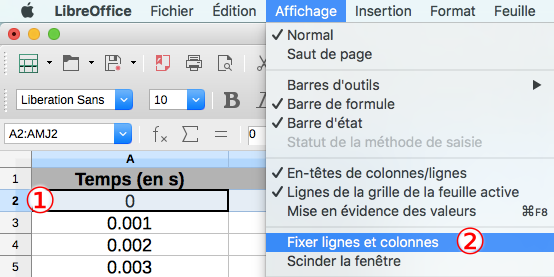 LibreOffice Fichier Édition Affichage Insertion Format Feuille
Normal
Saut de page
Barres d'outils
Barre de formule
Barre d'état
Statut de la méthode de saisie
En-têtes de colonnes/lignes
Lignes de la grille de la feuille active
Mise en évidence des valeurs ⌘F8
Fixer lignes et colonnes
Scinder la fenêtre
Liberation Sans 10 B
A2:AMJ2 fx Σ = 0
A
1 Temps (en s)
2 0
3 0.001
4 0.002
5 0.003
1
2